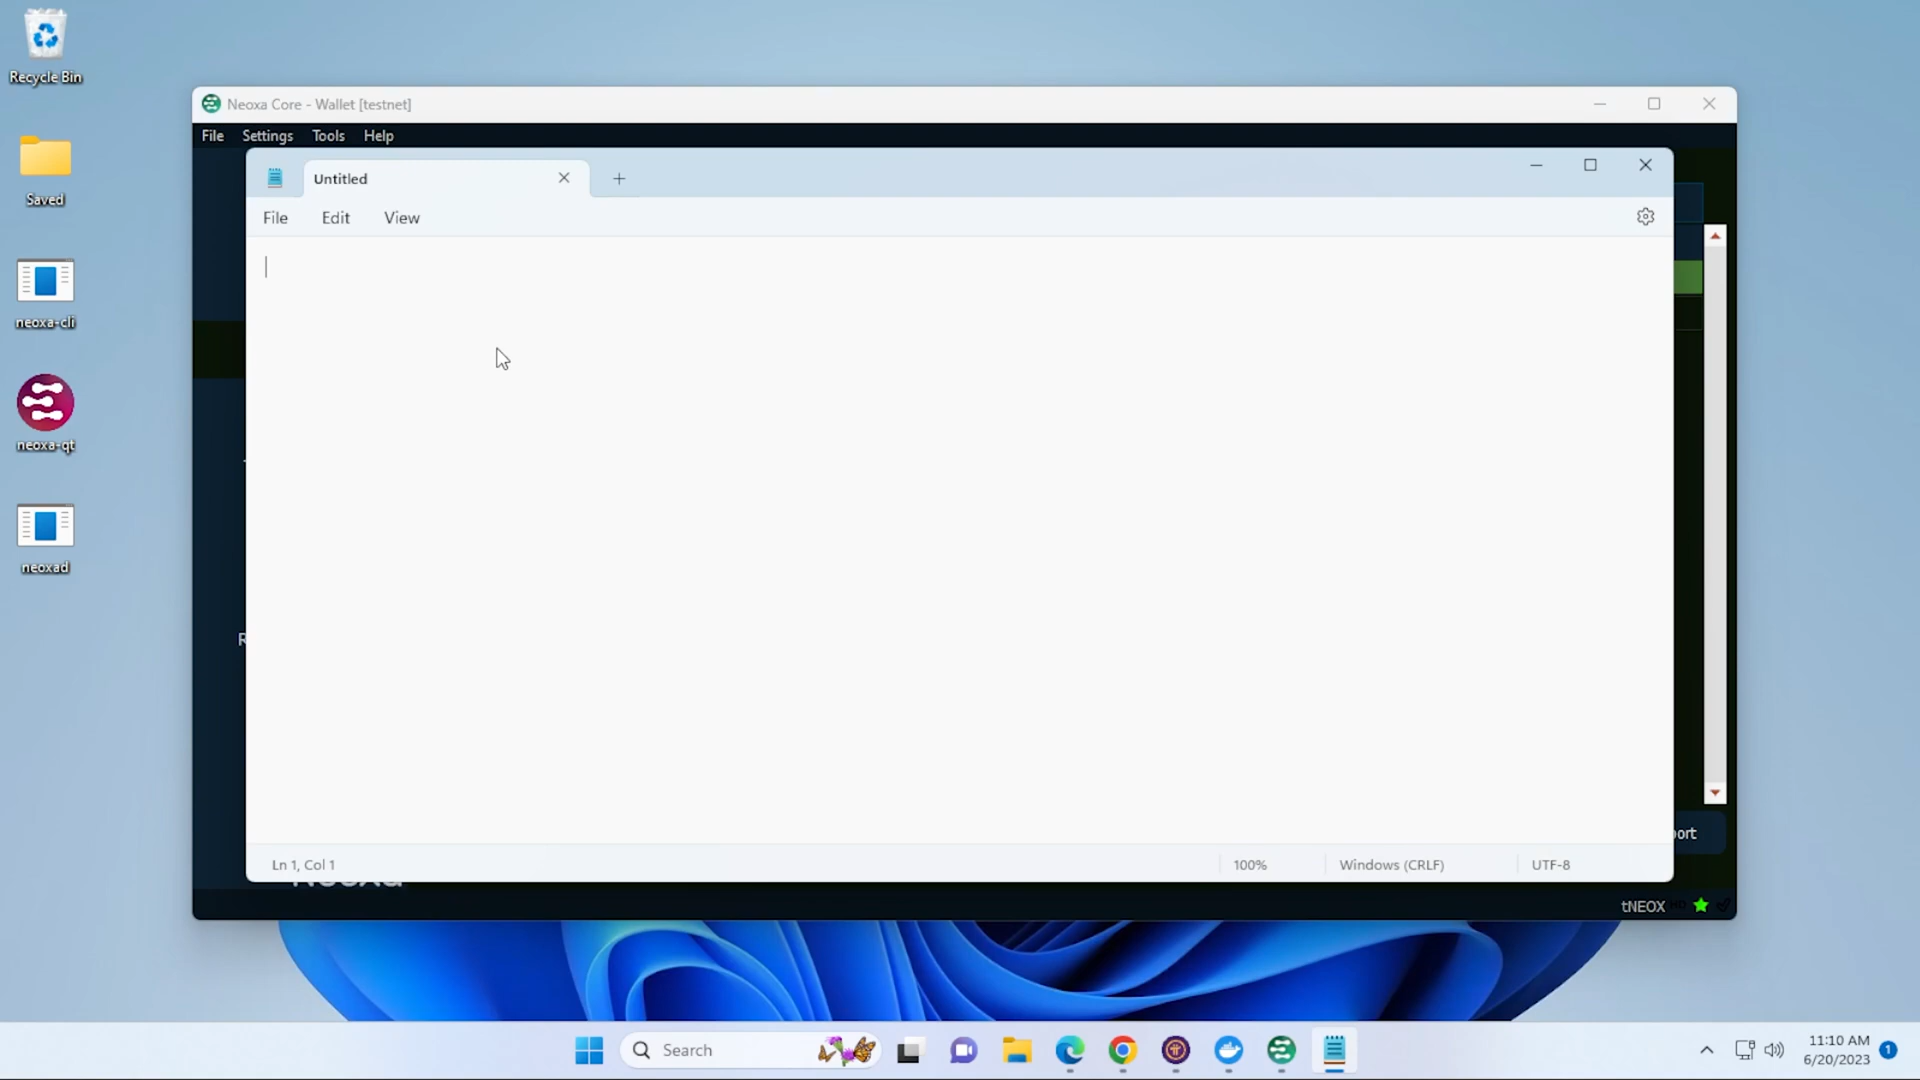 Recycle Bin
Saved
neoxa-cli
neoxa-qt
neoxad
Neoxa Core - Wallet [testnet]
File Settings Tools Help
Untitled
File Edit View
Ln 1, Col 1
100%
Windows (CRLF)
UTF-8
tNEOX
Search
11:10 AM
6/20/2023
1